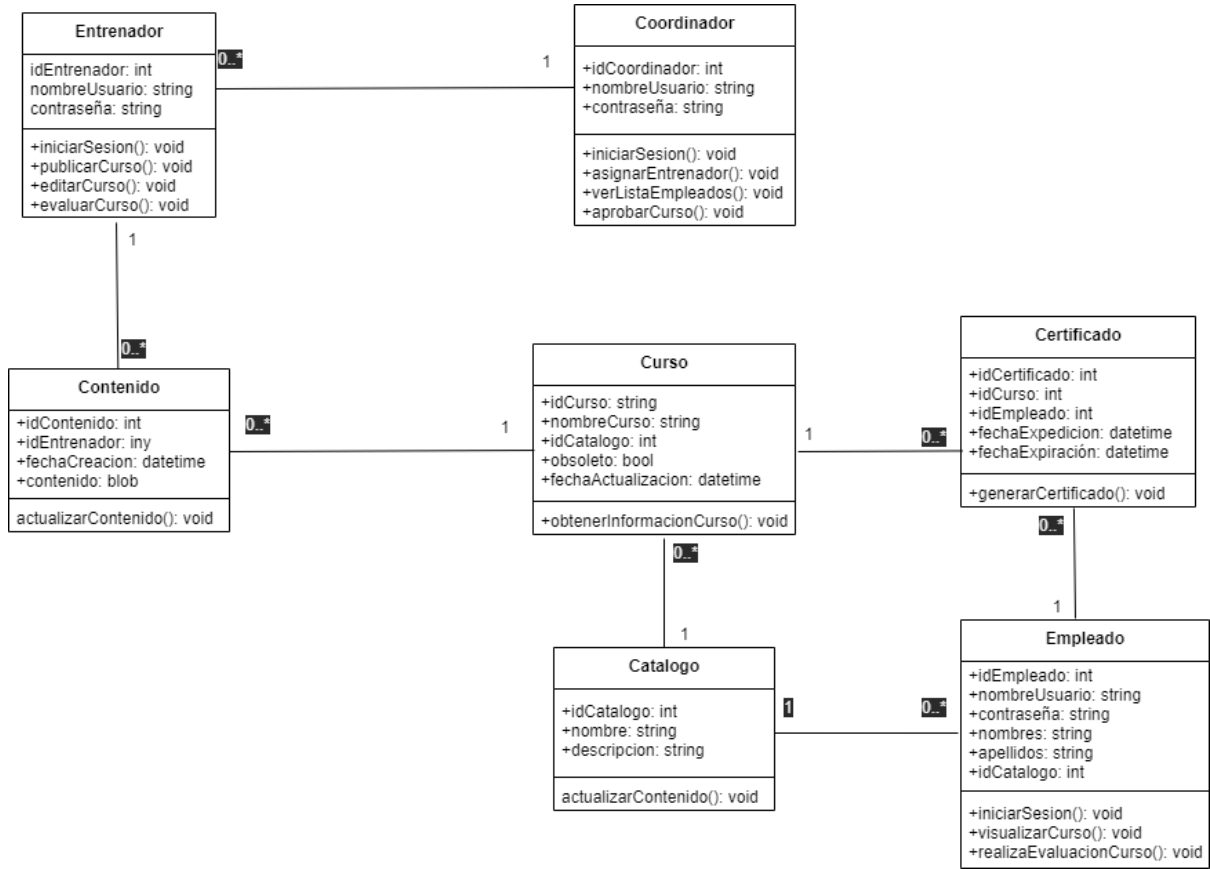 Entrenador
idEntrenador: int
nombreUsuario: string
contraseña: string
+iniciarSesion(): void
+publicarCurso(): void
+editarCurso(): void
+evaluarCurso(): void
0..*
1
Coordinador
+idCoordinador: int
+nombreUsuario: string
+contraseña: string
+iniciarSesion(): void
+asignarEntrenador(): void
+verListaEmpleados(): void
+aprobarCurso(): void
1
0..*
Contenido
+idContenido: int
+idEntrenador: iny
+fechaCreacion: datetime
+contenido: blob
actualizarContenido(): void
0..*
1
Curso
+idCurso: string
+nombreCurso: string
+idCatalogo: int
+obsoleto: bool
+fechaActualizacion: datetime
+obtenerInformacionCurso(): void
1
0..*
Certificado
+idCertificado: int
+idCurso: int
+idEmpleado: int
+fechaExpedicion: datetime
+fechaExpiración: datetime
+generarCertificado(): void
0..*
1
0..*
1
Catalogo
+idCatalogo: int
+nombre: string
+descripcion: string
actualizarContenido(): void
1
0..*
Empleado
+idEmpleado: int
+nombreUsuario: string
+contraseña: string
+nombres: string
+apellidos: string
+idCatalogo: int
+iniciarSesion(): void
+visualizarCurso(): void
+realizaEvaluacionCurso(): void